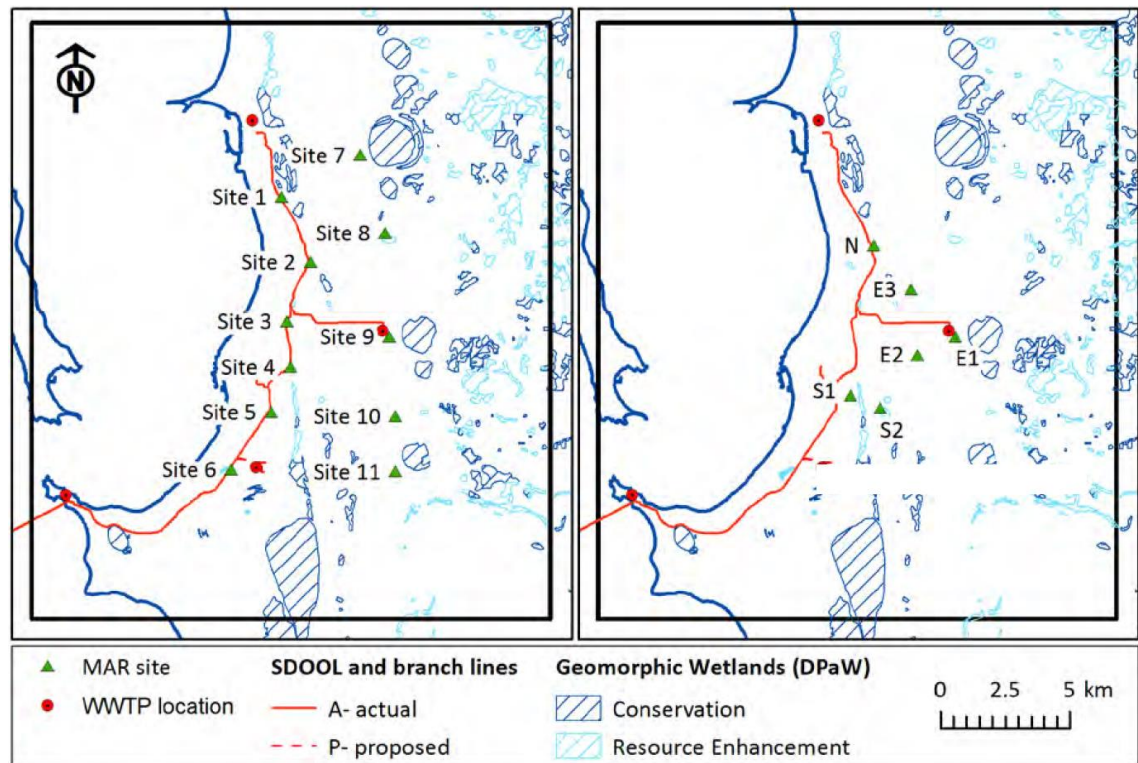 N
Site 7
Site 1
Site 8
Site 2
Site 3
Site 9
Site 4
Site 5
Site 10
Site 6
Site 11
N
E3
E2
E1
S1
S2
MAR site
WWTP location
SDOOL and branch lines
A- actual
P- proposed
Geomorphic Wetlands (DPaW)
Conservation
Resource Enhancement
0 2.5 5 km